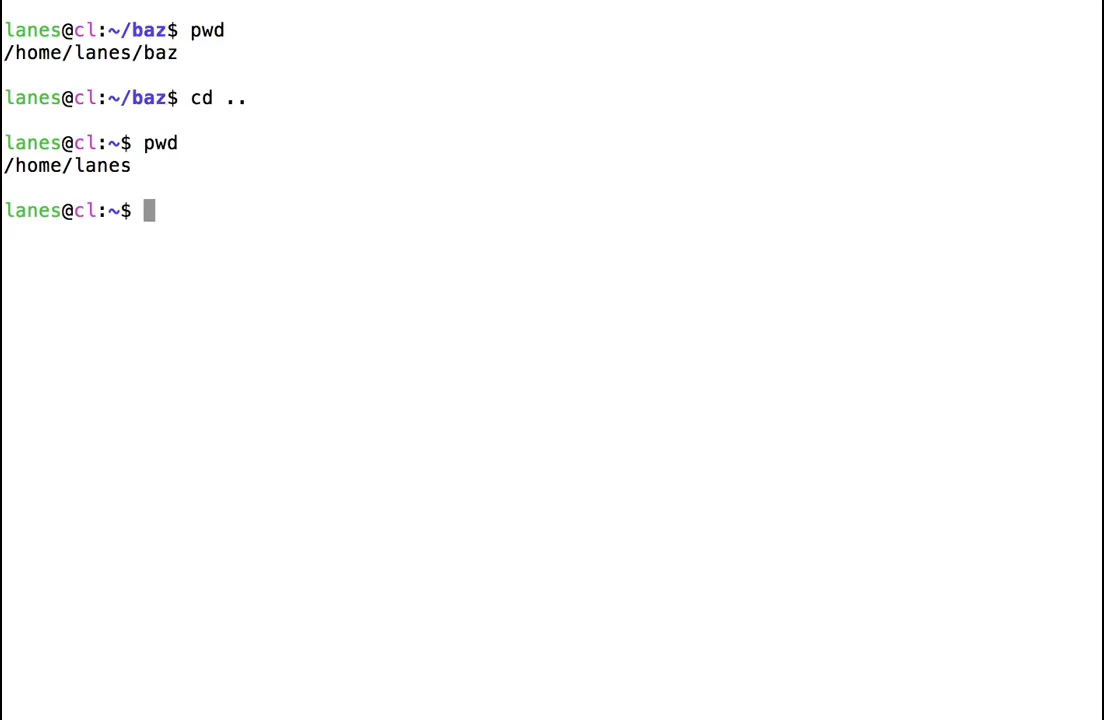 lanes@cl:~/baz$ pwd
/home/lanes/baz
lanes@cl:~/baz$ cd ..
lanes@cl:~$ pwd
/home/lanes
lanes@cl:~$